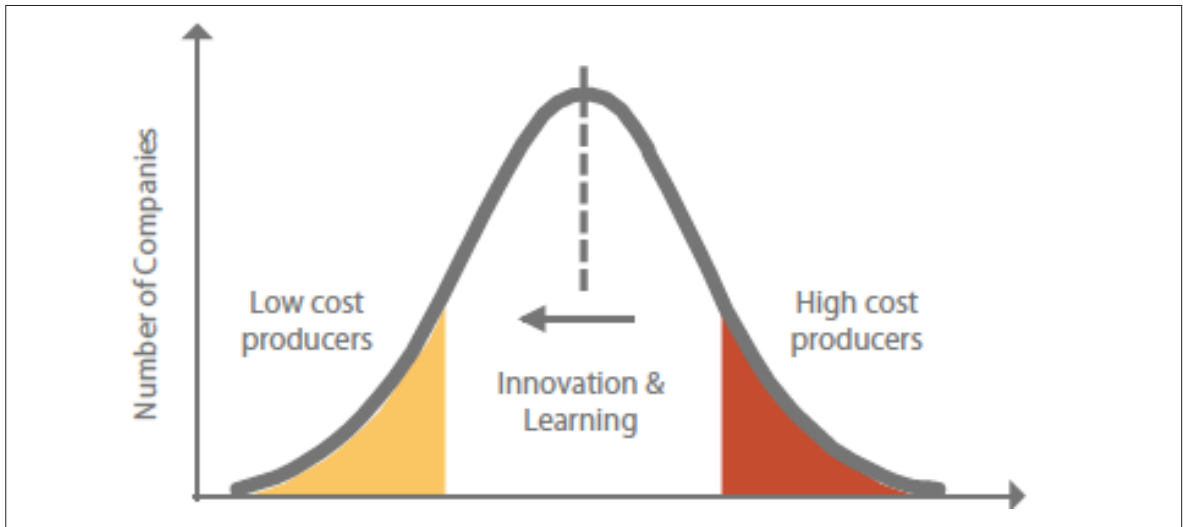 Number of Companies
Low cost
producers
Innovation &
Learning
High cost
producers